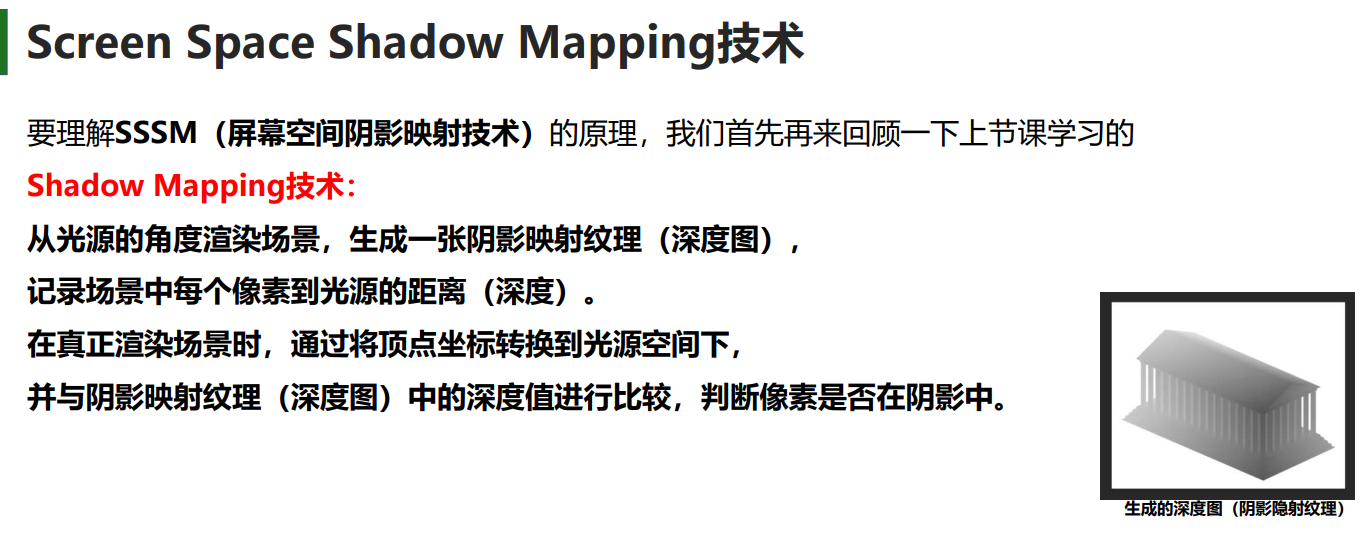 Screen Space Shadow Mapping技术
要理解SSSM（屏幕空间阴影映射技术）的原理，我们首先再来回顾一下上节课学习的
Shadow Mapping技术：
从光源的角度渲染场景，生成一张阴影映射纹理（深度图），
记录场景中每个像素到光源的距离（深度）。
在真正渲染场景时，通过将顶点坐标转换到光源空间下，
并与阴影映射纹理（深度图）中的深度值进行比较，判断像素是否在阴影中。
生成的深度图（阴影隐射纹理）